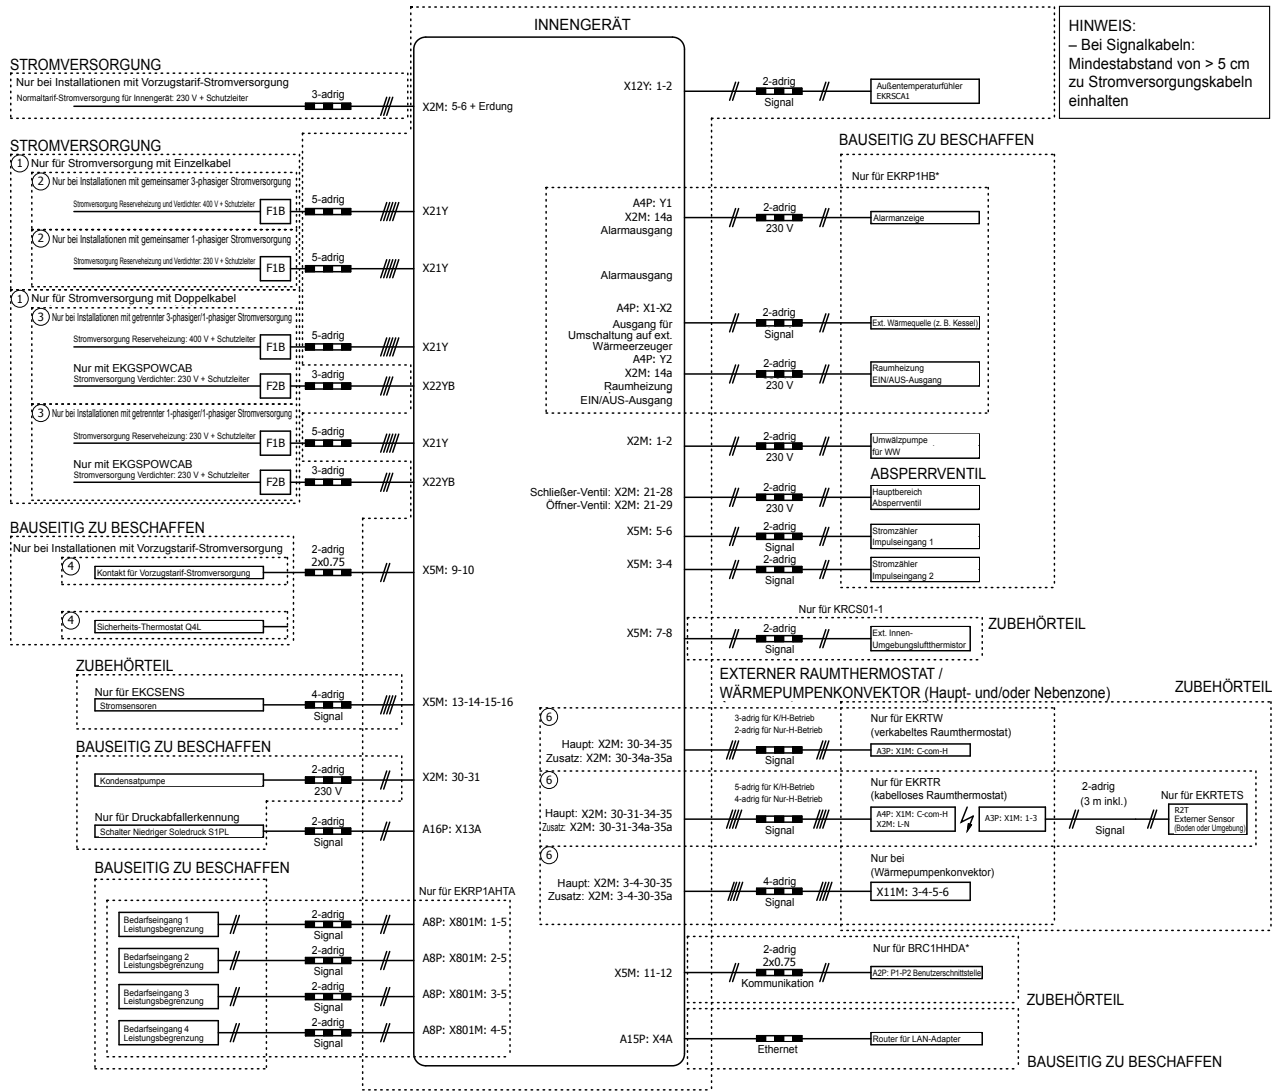 INNENGERÄT
HINWEIS:
– Bei Signalkabeln:
Mindestabstand von > 5 cm
zu Stromversorgungskabeln
einhalten
STROMVERSORGUNG
Nur bei Installationen mit Vorzugstarif-Stromversorgung
Normaltarif-Stromversorgung für Innengerät: 230 V + Schutzleiter
3-adrig
X2M: 5-6 + Erdung
STROMVERSORGUNG
1 Nur für Stromversorgung mit Einzelkabel
2 Nur bei Installationen mit gemeinsamer 3-phasiger Stromversorgung
Stromversorgung Reserveheizung und Verdichter: 400 V + Schutzleiter
F1B
5-adrig
X21Y
2 Nur bei Installationen mit gemeinsamer 1-phasiger Stromversorgung
Stromversorgung Reserveheizung und Verdichter: 230 V + Schutzleiter
F1B
5-adrig
X21Y
1 Nur für Stromversorgung mit Doppelkabel
3 Nur bei Installationen mit getrennter 3-phasiger/1-phasiger Stromversorgung
Stromversorgung Reserveheizung: 400 V + Schutzleiter
F1B
5-adrig
X21Y
Nur mit EKGSPOWCAB
Stromversorgung Verdichter: 230 V + Schutzleiter
F2B
3-adrig
X22YB
3 Nur bei Installationen mit getrennter 1-phasiger/1-phasiger Stromversorgung
Stromversorgung Reserveheizung: 230 V + Schutzleiter
F1B
5-adrig
X21Y
Nur mit EKGSPOWCAB
Stromversorgung Verdichter: 230 V + Schutzleiter
F2B
3-adrig
X22YB
BAUSEITIG ZU BESCHAFFEN
Nur bei Installationen mit Vorzugstarif-Stromversorgung
4 Kontakt für Vorzugstarif-Stromversorgung
2-adrig
2x0.75
X5M: 9-10
4 Sicherheits-Thermostat Q4L
ZUBEHÖRTEIL
Nur für EKCSENS
Stromsensoren
4-adrig
Signal
X5M: 13-14-15-16
BAUSEITIG ZU BESCHAFFEN
Kondensatpumpe
2-adrig
230 V
X2M: 30-31
Nur für Druckabfallerkennung
Schalter Niedriger Soledruck S1PL
2-adrig
Signal
A16P: X13A
BAUSEITIG ZU BESCHAFFEN
Nur für EKRP1AHTA
Bedarfseingang 1
Leistungsbegrenzung
2-adrig
Signal
A8P: X801M: 1-5
Bedarfseingang 2
Leistungsbegrenzung
2-adrig
Signal
A8P: X801M: 2-5
Bedarfseingang 3
Leistungsbegrenzung
2-adrig
Signal
A8P: X801M: 3-5
Bedarfseingang 4
Leistungsbegrenzung
2-adrig
Signal
A8P: X801M: 4-5
X12Y: 1-2
2-adrig
Signal
Außentemperaturfühler
EKRSCA1
BAUSEITIG ZU BESCHAFFEN
Nur für EKRP1HB*
A4P: Y1
X2M: 14a
Alarmausgang
2-adrig
230 V
Alarmanzeige
Alarmausgang
A4P: X1-X2
Ausgang für
Umschaltung auf ext.
Wärmeerzeuger
2-adrig
Signal
Ext. Wärmequelle (z. B. Kessel)
A4P: Y2
X2M: 14a
Raumheizung
EIN/AUS-Ausgang
2-adrig
230 V
Raumheizung
EIN/AUS-Ausgang
X2M: 1-2
2-adrig
230 V
Umwälzpumpe
für WW
ABSPERRVENTIL
Schließer-Ventil: X2M: 21-28
Öffner-Ventil: X2M: 21-29
2-adrig
230 V
Hauptbereich
Absperrventil
X5M: 5-6
2-adrig
Signal
Stromzähler
Impulseingang 1
X5M: 3-4
2-adrig
Signal
Stromzähler
Impulseingang 2
Nur für KRCS01-1
ZUBEHÖRTEIL
X5M: 7-8
2-adrig
Signal
Ext. Innen-
Umgebungsluftthermistor
EXTERNER RAUMTHERMOSTAT /
WÄRMEPUMPENKONVEKTOR (Haupt- und/oder Nebenzone)
ZUBEHÖRTEIL
6
3-adrig für K/H-Betrieb
2-adrig für Nur-H-Betrieb
Signal
Haupt: X2M: 30-34-35
Zusatz: X2M: 30-34a-35a
Nur für EKRTW
(verkabeltes Raumthermostat)
A3P: X1M: C-com-H
6
5-adrig für K/H-Betrieb
4-adrig für Nur-H-Betrieb
Signal
Haupt: X2M: 30-31-34-35
Zusatz: X2M: 30-31-34a-35a
Nur für EKRTR
(kabelloses Raumthermostat)
A4P: X1M: C-com-H
X2M: L-N
A3P: X1M: 1-3
2-adrig
(3 m inkl.)
Signal
Nur für EKRTETS
R2T
Externer Sensor
(Boden oder Umgebung)
6
Haupt: X2M: 3-4-30-35
Zusatz: X2M: 3-4-30-35a
4-adrig
Signal
Nur bei
(Wärmepumpenkonvektor)
X11M: 3-4-5-6
X5M: 11-12
2-adrig
2x0.75
Kommunikation
Nur für BRC1HHDA*
A2P: P1-P2 Benutzerschnittstelle
ZUBEHÖRTEIL
A15P: X4A
Ethernet
Router für LAN-Adapter
BAUSEITIG ZU BESCHAFFEN